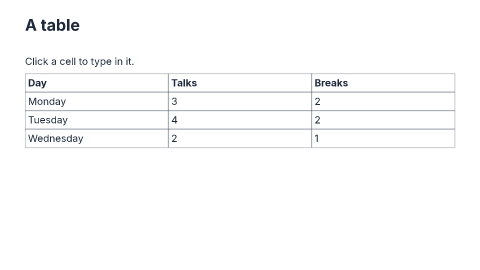 A table
Click a cell to type in it.
Day Talks Breaks
Monday 3 2
Tuesday 4 2
Wednesday 2 1